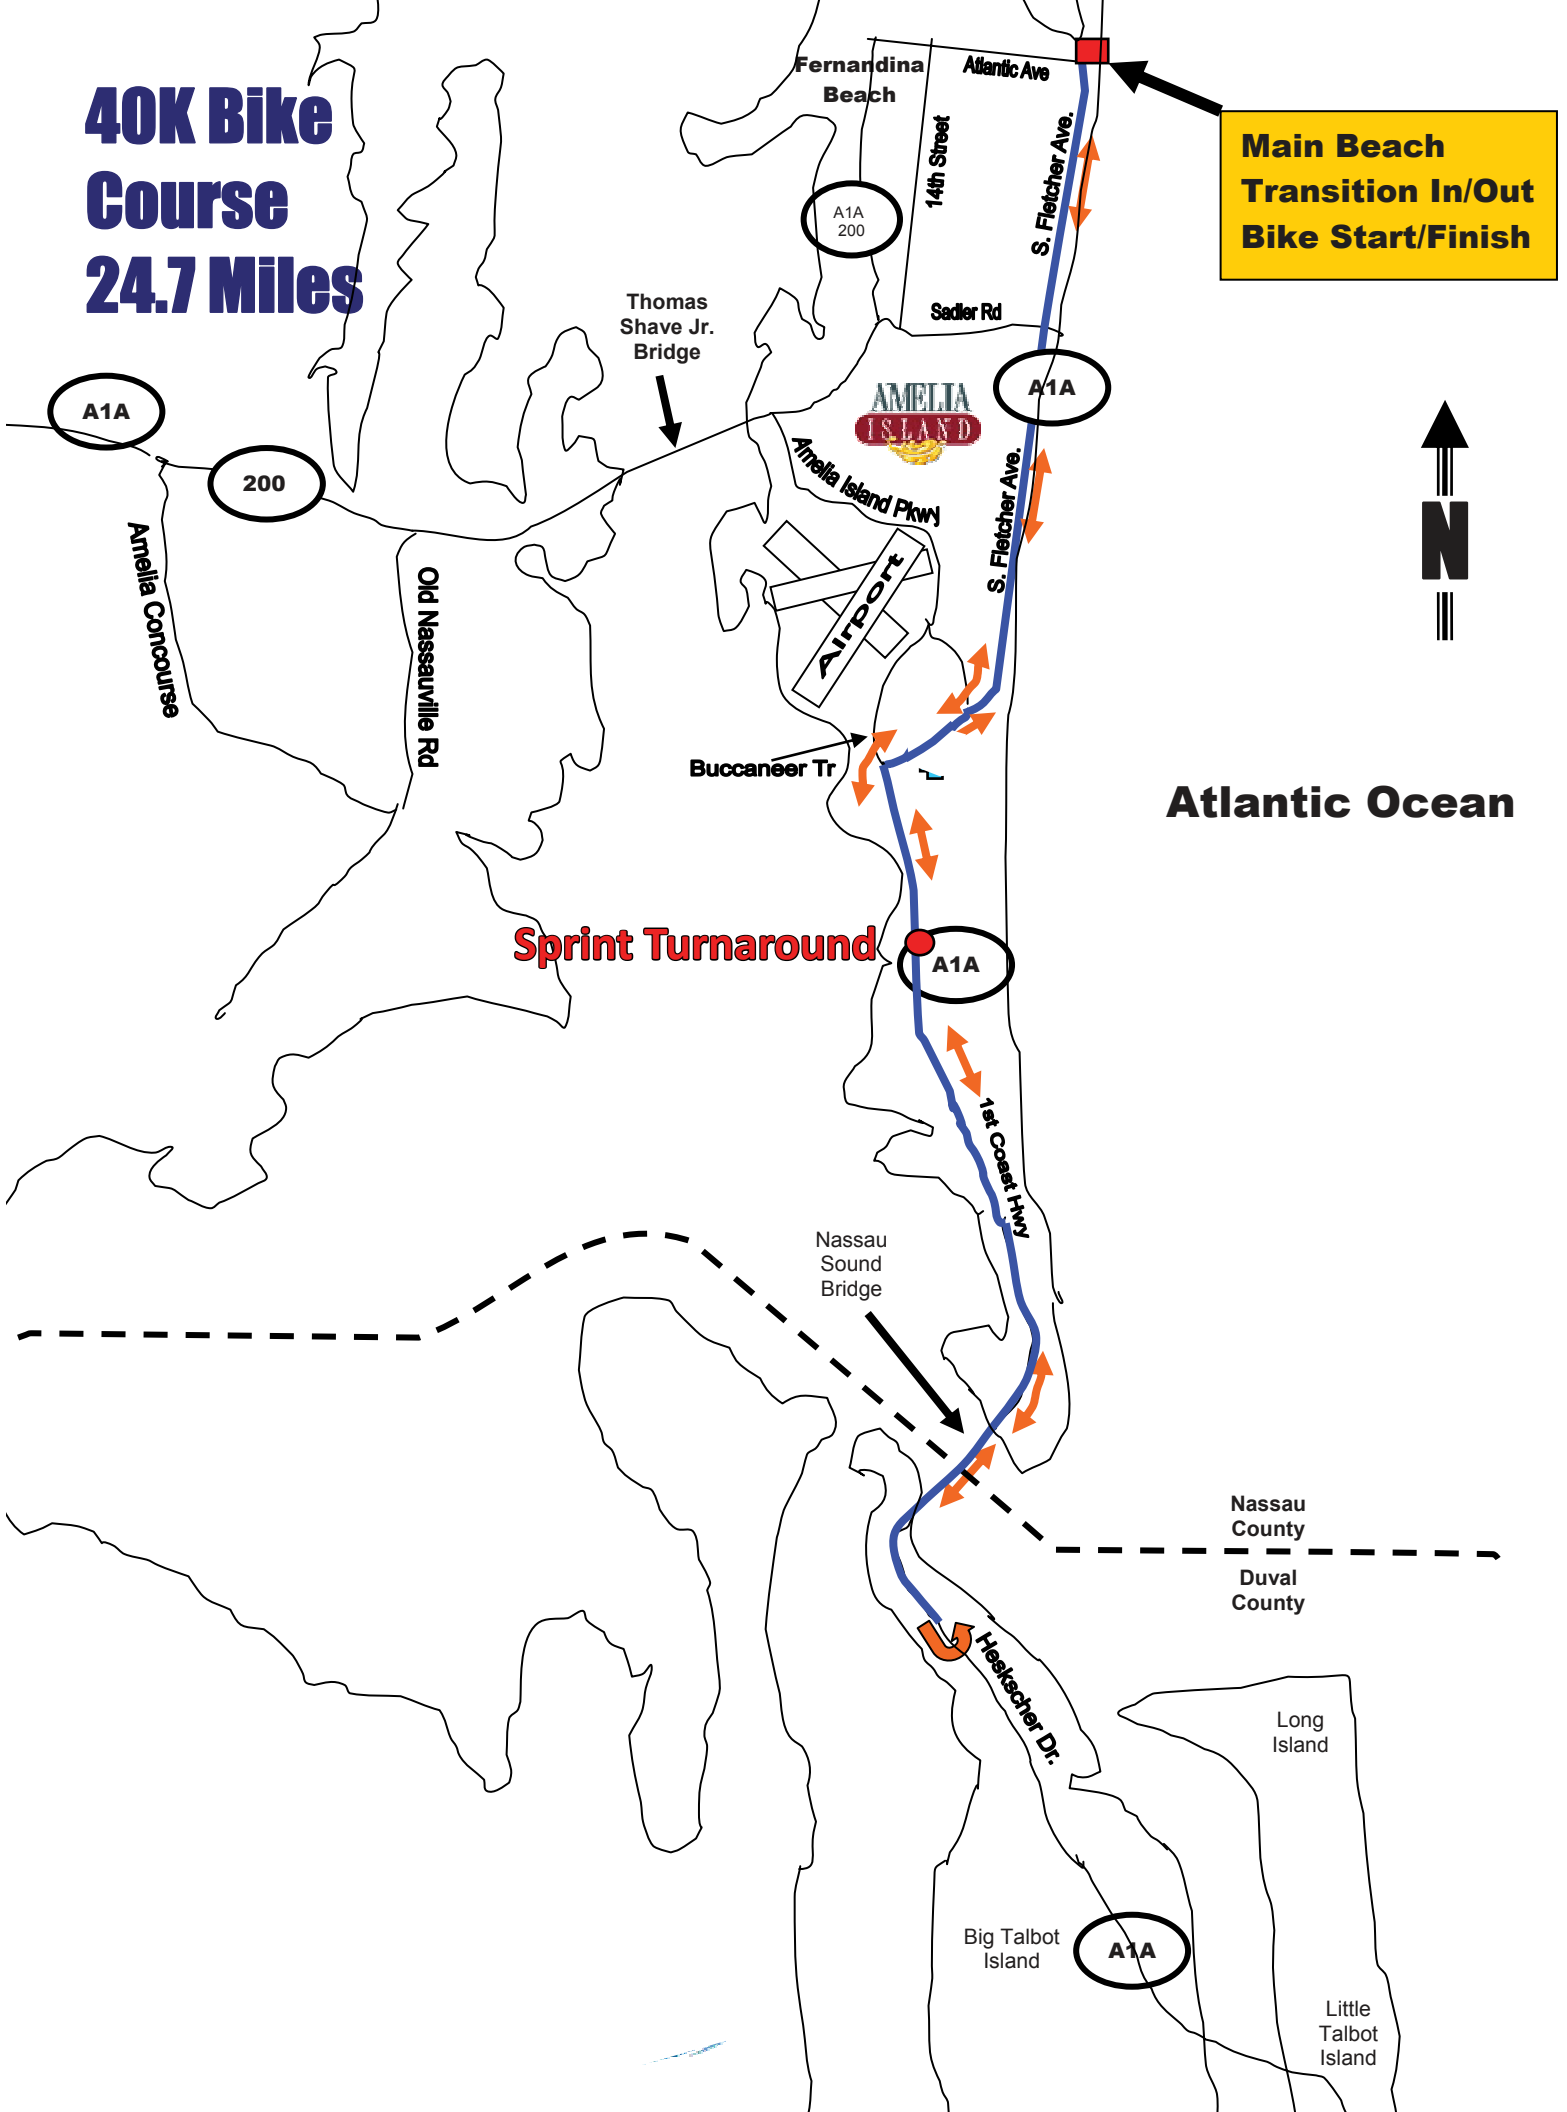 40K Bike
Course
24.7 Miles
Fernandina
Beach
Atlantic Ave
Main Beach
Transition In/Out
Bike Start/Finish
14th Street
S. Fletcher Ave.
A1A
200
Thomas
Shave Jr.
Bridge
Sadler Rd
A1A
AMELIA
ISLAND
A1A
200
Amelia Island Pkwy
S. Fletcher Ave.
N
Amelia Concourse
Old Nassauville Rd
Airport
Buccaneer Tr
Atlantic Ocean
Sprint Turnaround
A1A
1st Coast Hwy
Nassau
Sound
Bridge
Nassau
County
Duval
County
Heskscher Dr.
Long
Island
Big Talbot
Island
A1A
Little
Talbot
Island